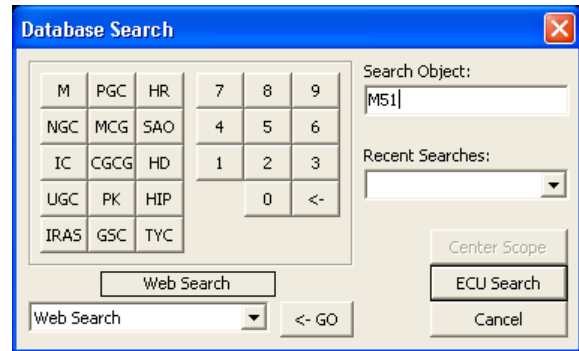 Database Search
Search Object:
M PGC HR 7 8 9
M51
NGC MCG SAO 4 5 6
Recent Searches:
IC CGCG HD 1 2 3
UGC PK HIP 0 <-
IRAS GSC TYC
Center Scope
Web Search
ECU Search
Web Search <- GO
Cancel